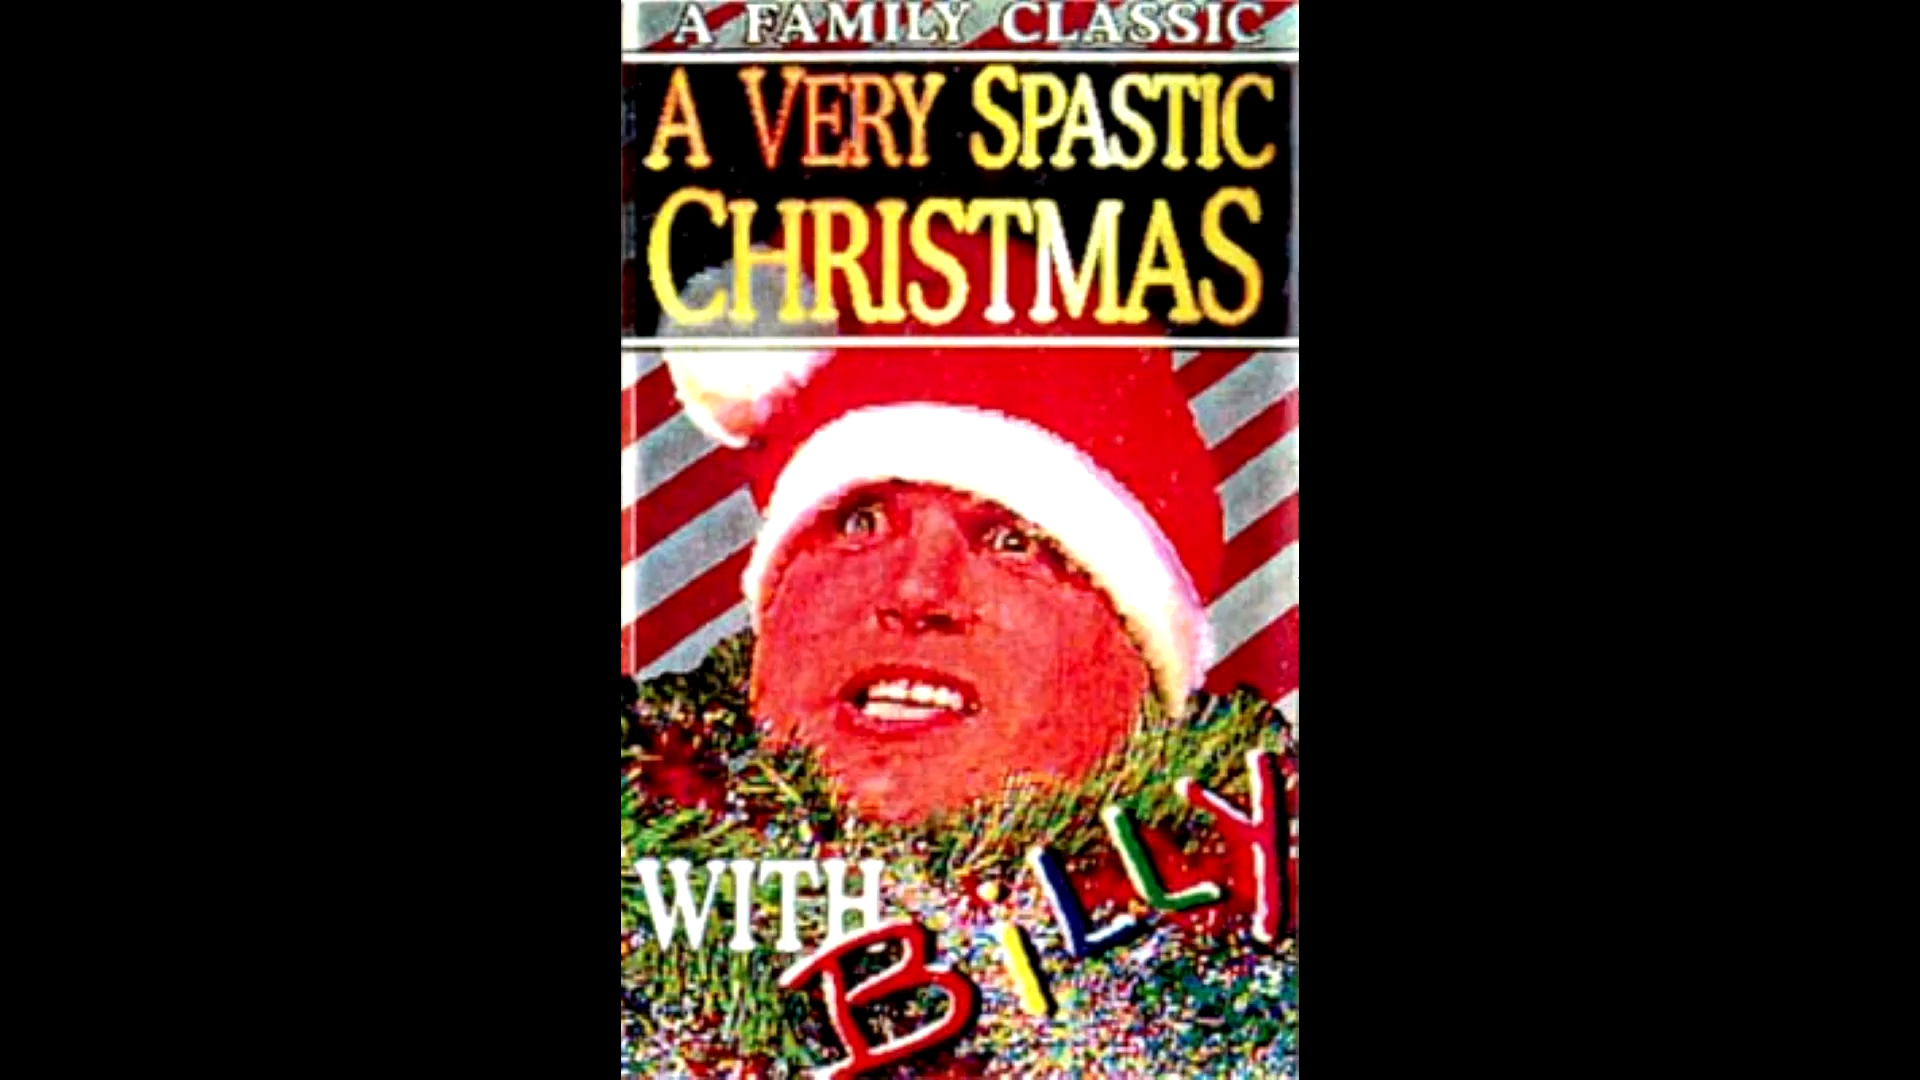 A FAMILY CLASSIC
A VERY SPASTIC
CHRISTMAS
WITH
BILLY